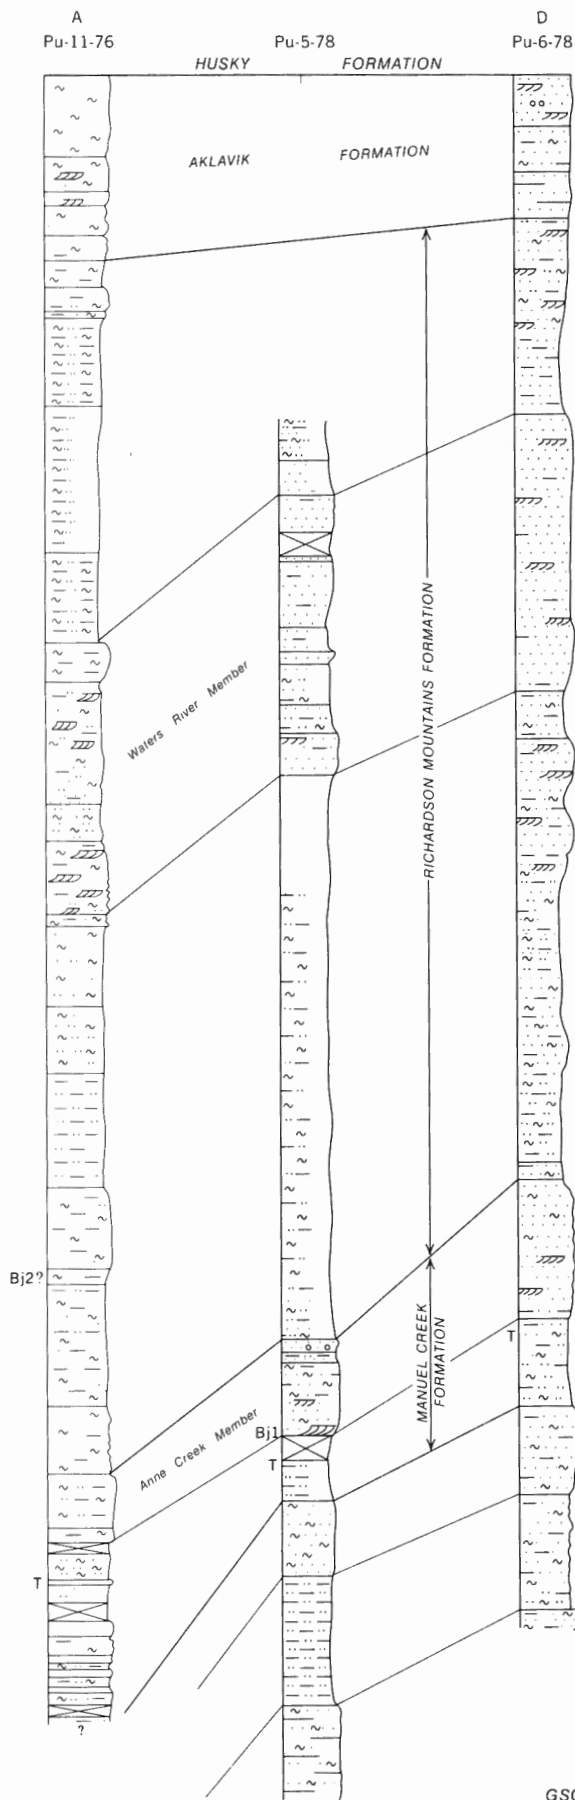 A
D
Pu-11-76
Pu-5-78
Pu-6-78
HUSKY FORMATION
AKLAVIK FORMATION
RICHARDSON MOUNTAINS FORMATION
Waters River Member
Bj2?
MANUEL CREEK
FORMATION
T
Anne Creek Member
Bj1
T
T
?
GSC